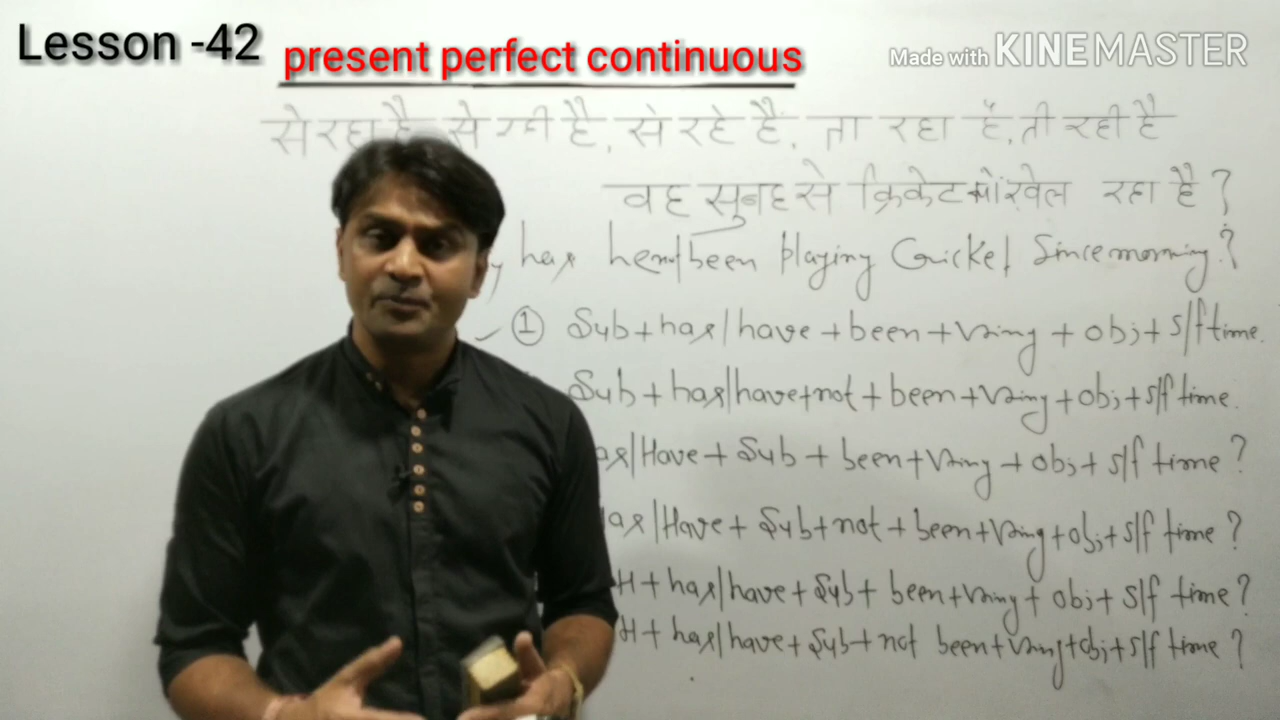 Lesson -42
present perfect continuous
Made with KINEMASTER
से रहा है, से रही है, से रहे हैं, ता रहा हैं, ती रही है
वह सुबह से क्रिकेट क्यों खेल रहा है?
has he not been playing Cricket Since morning?
① Sub + has/have + been + Ving + obj + S/f time.
Sub + has/have + not + been + Ving + obj + S/f time.
/Have + Sub + been + Ving + obj + S/f time?
/Have + Sub + not + been + Ving + obj + S/f time?
H + has/have + Sub + been + Ving + obj + S/f time?
H + has/have + Sub + not been + Ving + obj + S/f time?